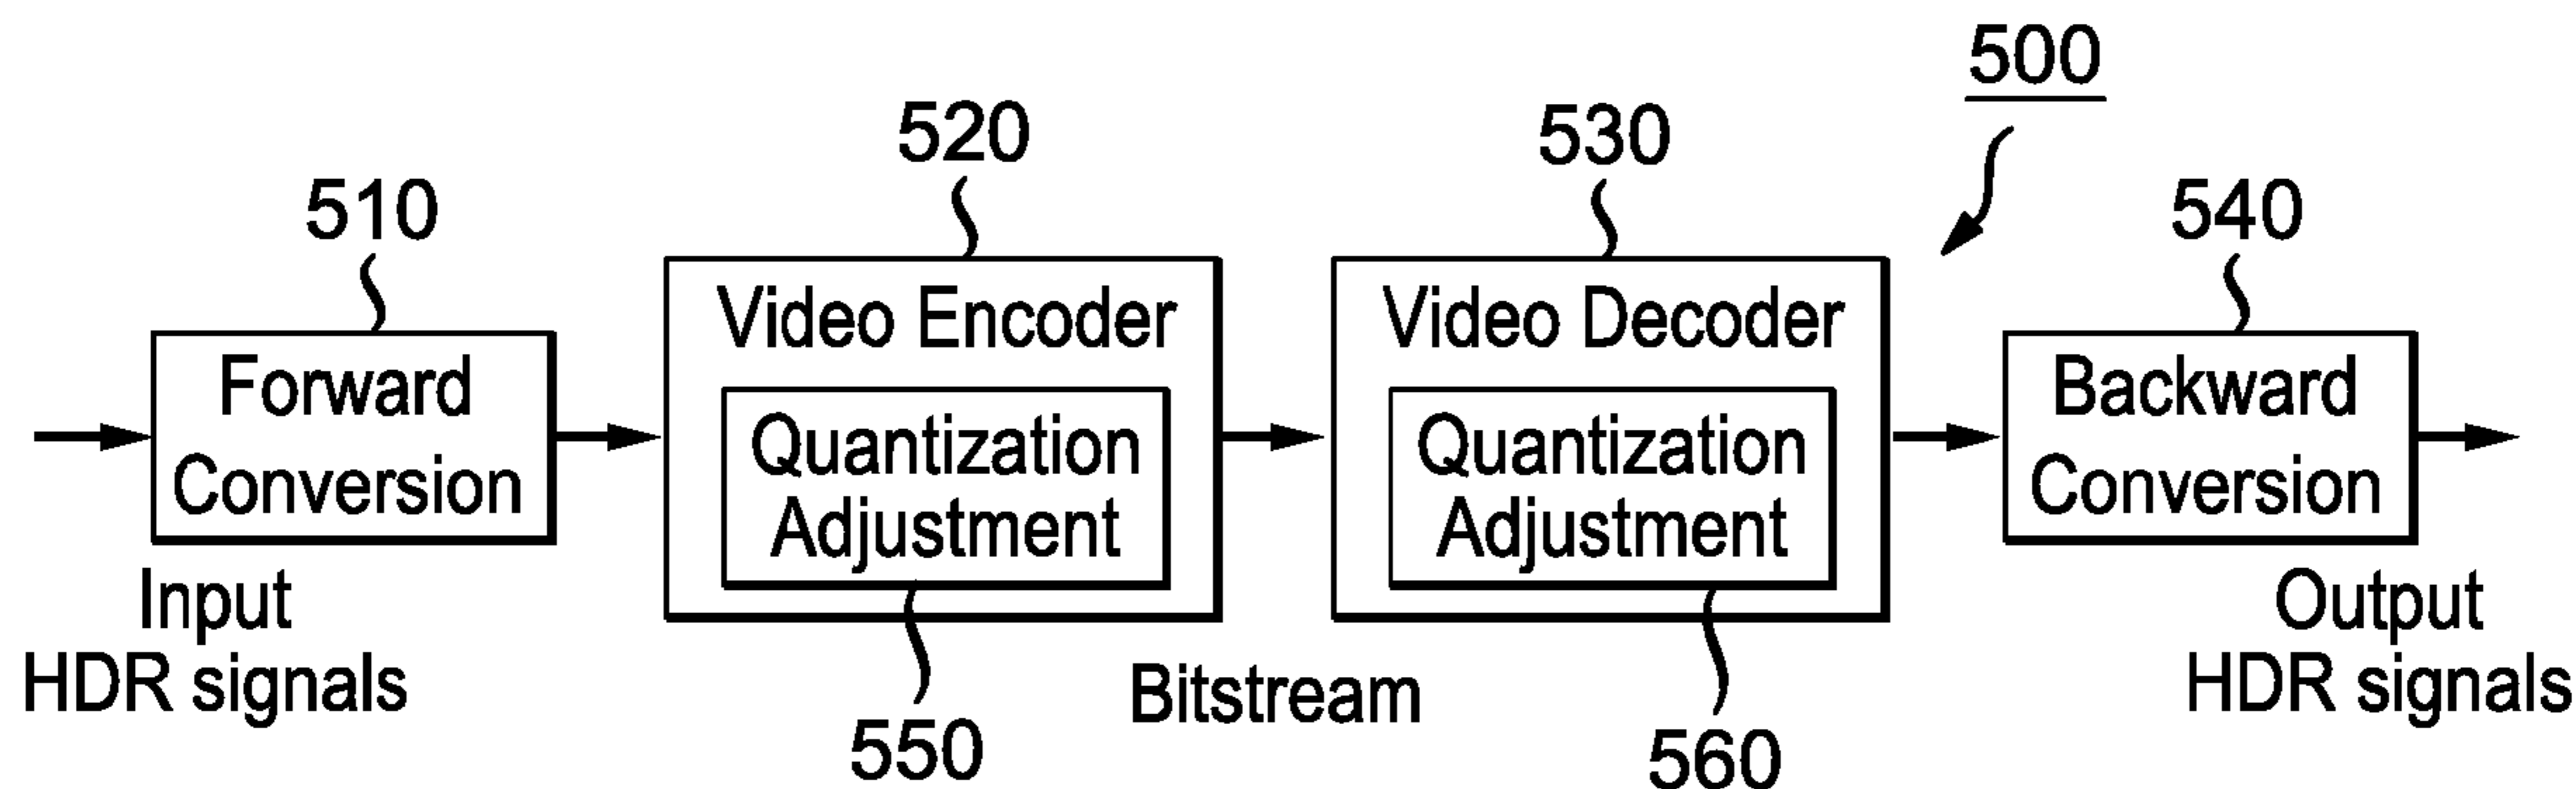 500
520
530
510
540
Video Encoder
Video Decoder
Forward
Conversion
Quantization
Adjustment
Quantization
Adjustment
Backward
Conversion
Input
HDR signals
Bitstream
Output
HDR signals
550
560